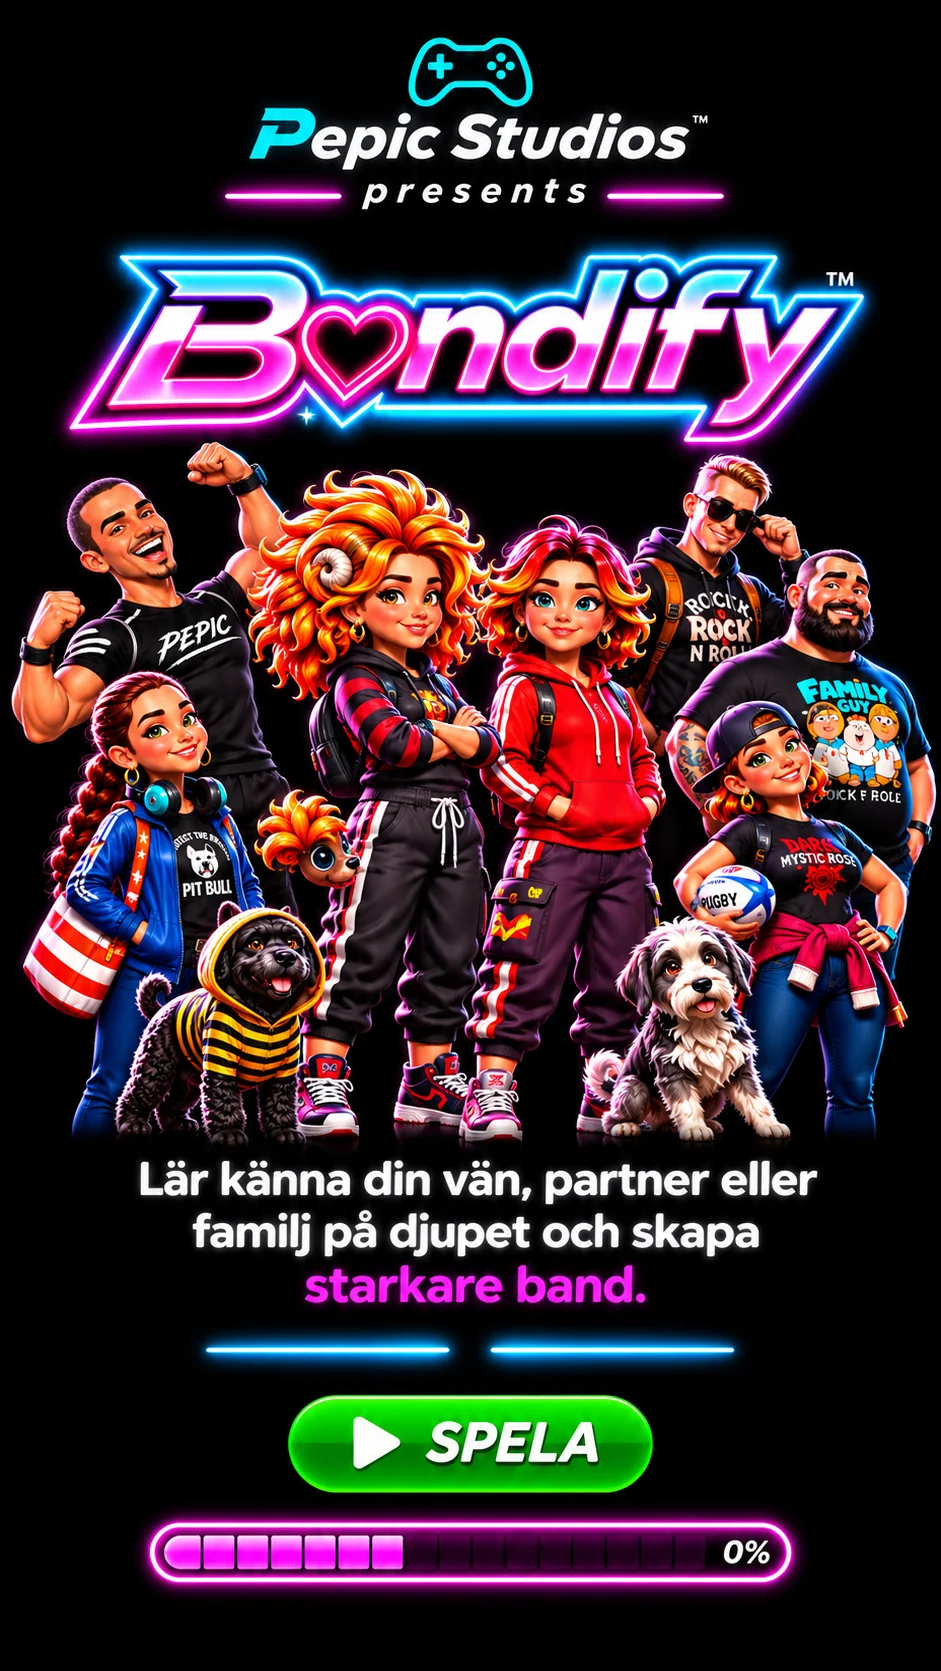 Pepic Studios™
presents
Bondify™
PEPIC
ROCK
N ROLL
FAMiLY
GUY
PIT BULL
DARK
MYSTIC ROSE
Lär känna din vän, partner eller
familj på djupet och skapa
starkare band.
SPELA
0%